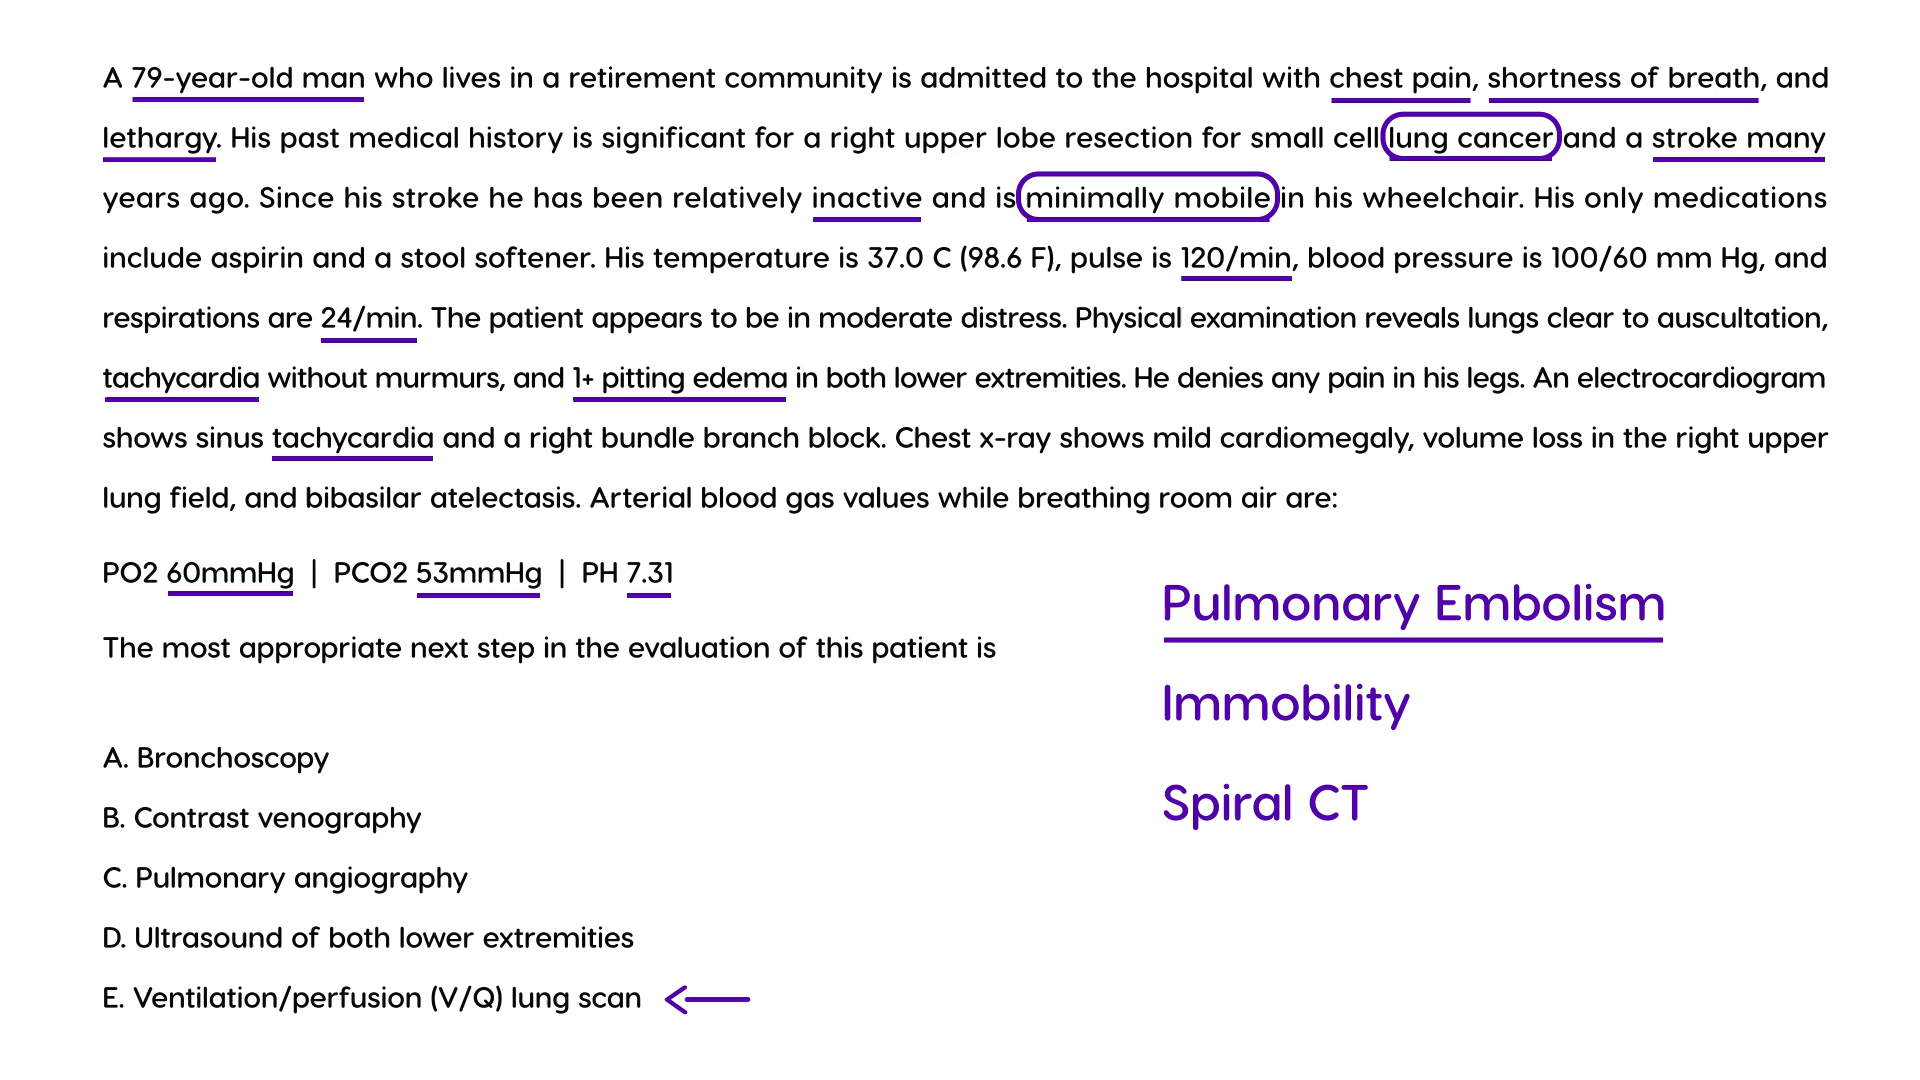 A 79-year-old man who lives in a retirement community is admitted to the hospital with chest pain, shortness of breath, and
lethargy. His past medical history is significant for a right upper lobe resection for small cell lung cancer and a stroke many
years ago. Since his stroke he has been relatively inactive and is minimally mobile in his wheelchair. His only medications
include aspirin and a stool softener. His temperature is 37.0 C (98.6 F), pulse is 120/min, blood pressure is 100/60 mm Hg, and
respirations are 24/min. The patient appears to be in moderate distress. Physical examination reveals lungs clear to auscultation,
tachycardia without murmurs, and 1+ pitting edema in both lower extremities. He denies any pain in his legs. An electrocardiogram
shows sinus tachycardia and a right bundle branch block. Chest x-ray shows mild cardiomegaly, volume loss in the right upper
lung field, and bibasilar atelectasis. Arterial blood gas values while breathing room air are:
PO2 60mmHg | PCO2 53mmHg | PH 7.31
The most appropriate next step in the evaluation of this patient is
A. Bronchoscopy
B. Contrast venography
C. Pulmonary angiography
D. Ultrasound of both lower extremities
E. Ventilation/perfusion (V/Q) lung scan
Pulmonary Embolism
Immobility
Spiral CT